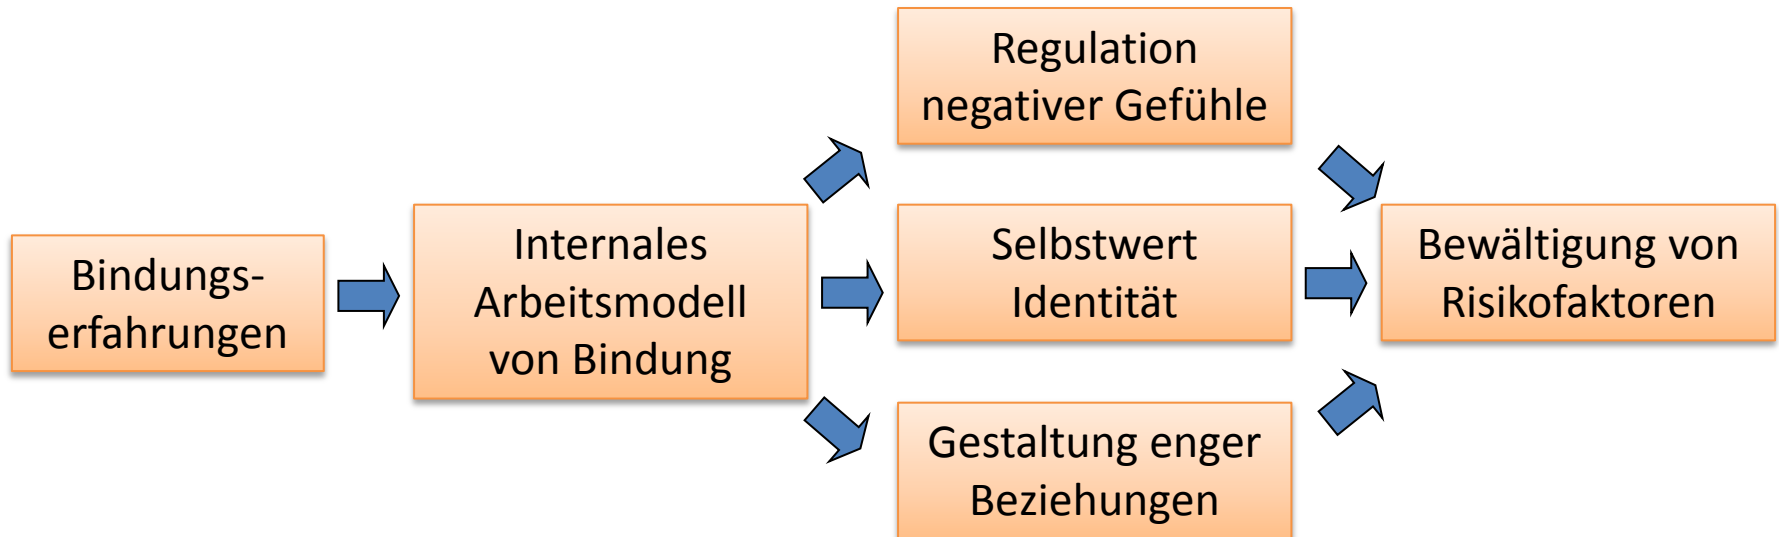 Bindungs-
erfahrungen
Internales
Arbeitsmodell
von Bindung
Regulation
negativer Gefühle
Selbstwert
Identität
Gestaltung enger
Beziehungen
Bewältigung von
Risikofaktoren